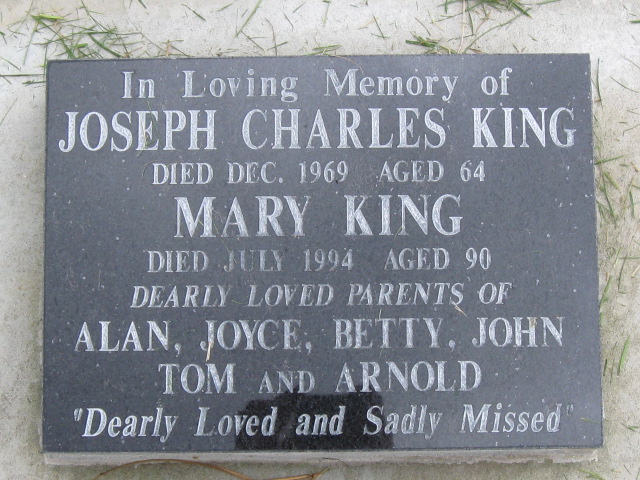 In Loving Memory of
JOSEPH CHARLES KING
DIED DEC. 1969 AGED 64
MARY KING
DIED JULY 1994 AGED 90
DEARLY LOVED PARENTS OF
ALAN, JOYCE, BETTY, JOHN
TOM AND ARNOLD
"Dearly Loved and Sadly Missed"